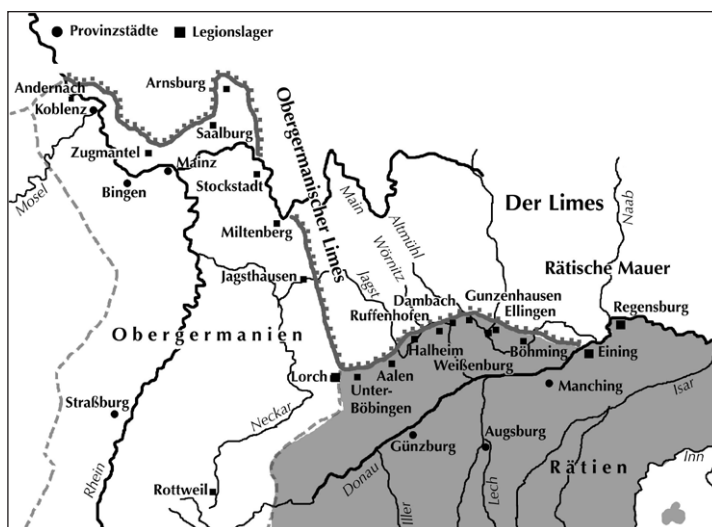 Provinzstädte
Legionslager
Andernach
Koblenz
Arnsburg
Saalburg
Zugmantel
Mainz
Bingen
Stockstadt
Mosel
Miltenberg
Obergermanischer Limes
Main
Altmühl
Wörnitz
Der Limes
Naab
Rätische Mauer
Jagsthausen
Jagst
Dambach
Gunzenhausen
Ruffenhofen
Ellingen
Regensburg
Obergermanien
Halheim
Böhming
Eining
Weißenburg
Lorch
Aalen
Unter-
Böbingen
Manching
Isar
Straßburg
Neckar
Günzburg
Augsburg
Rhein
Rottweil
Donau
Iller
Lech
Rätien
Inn